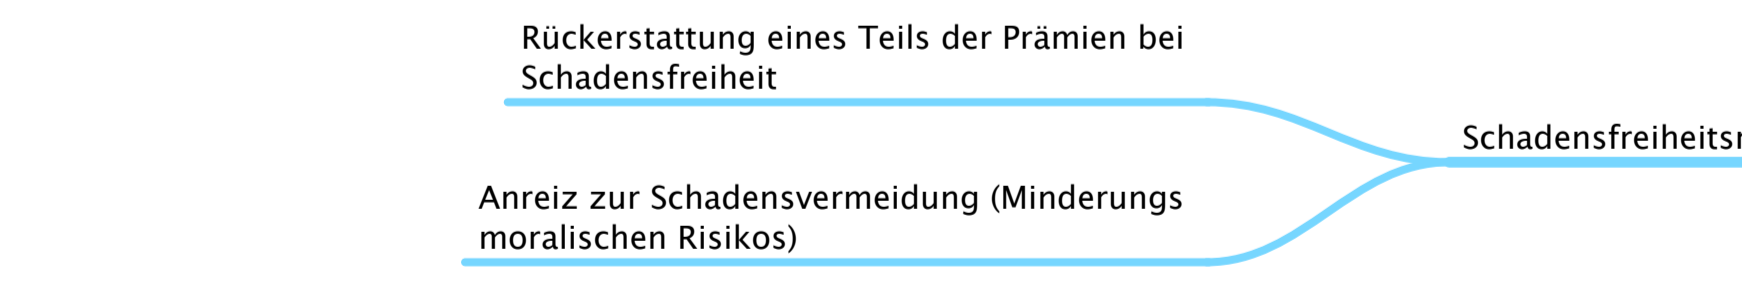 Rückerstattung eines Teils der Prämien bei
Schadensfreiheit
Anreiz zur Schadensvermeidung (Minderungs
moralischen Risikos)